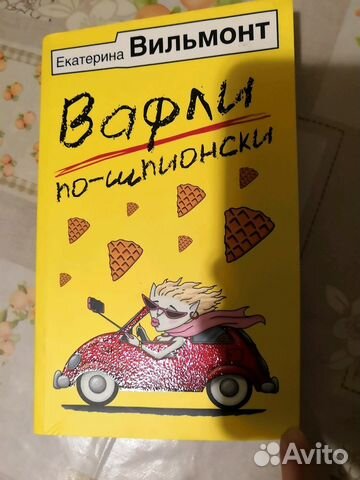 Екатерина Вильмонт
Вафли
по-шпионски
Avito